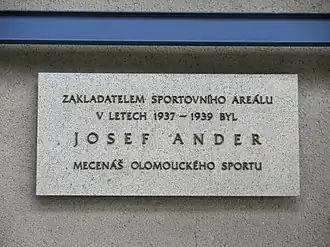 ZAKLADATELEM SPORTOVNÍHO AREÁLU
V LETECH 1937 – 1939 BYL
JOSEF ANDER
MECENÁŠ OLOMOUCKÉHO SPORTU